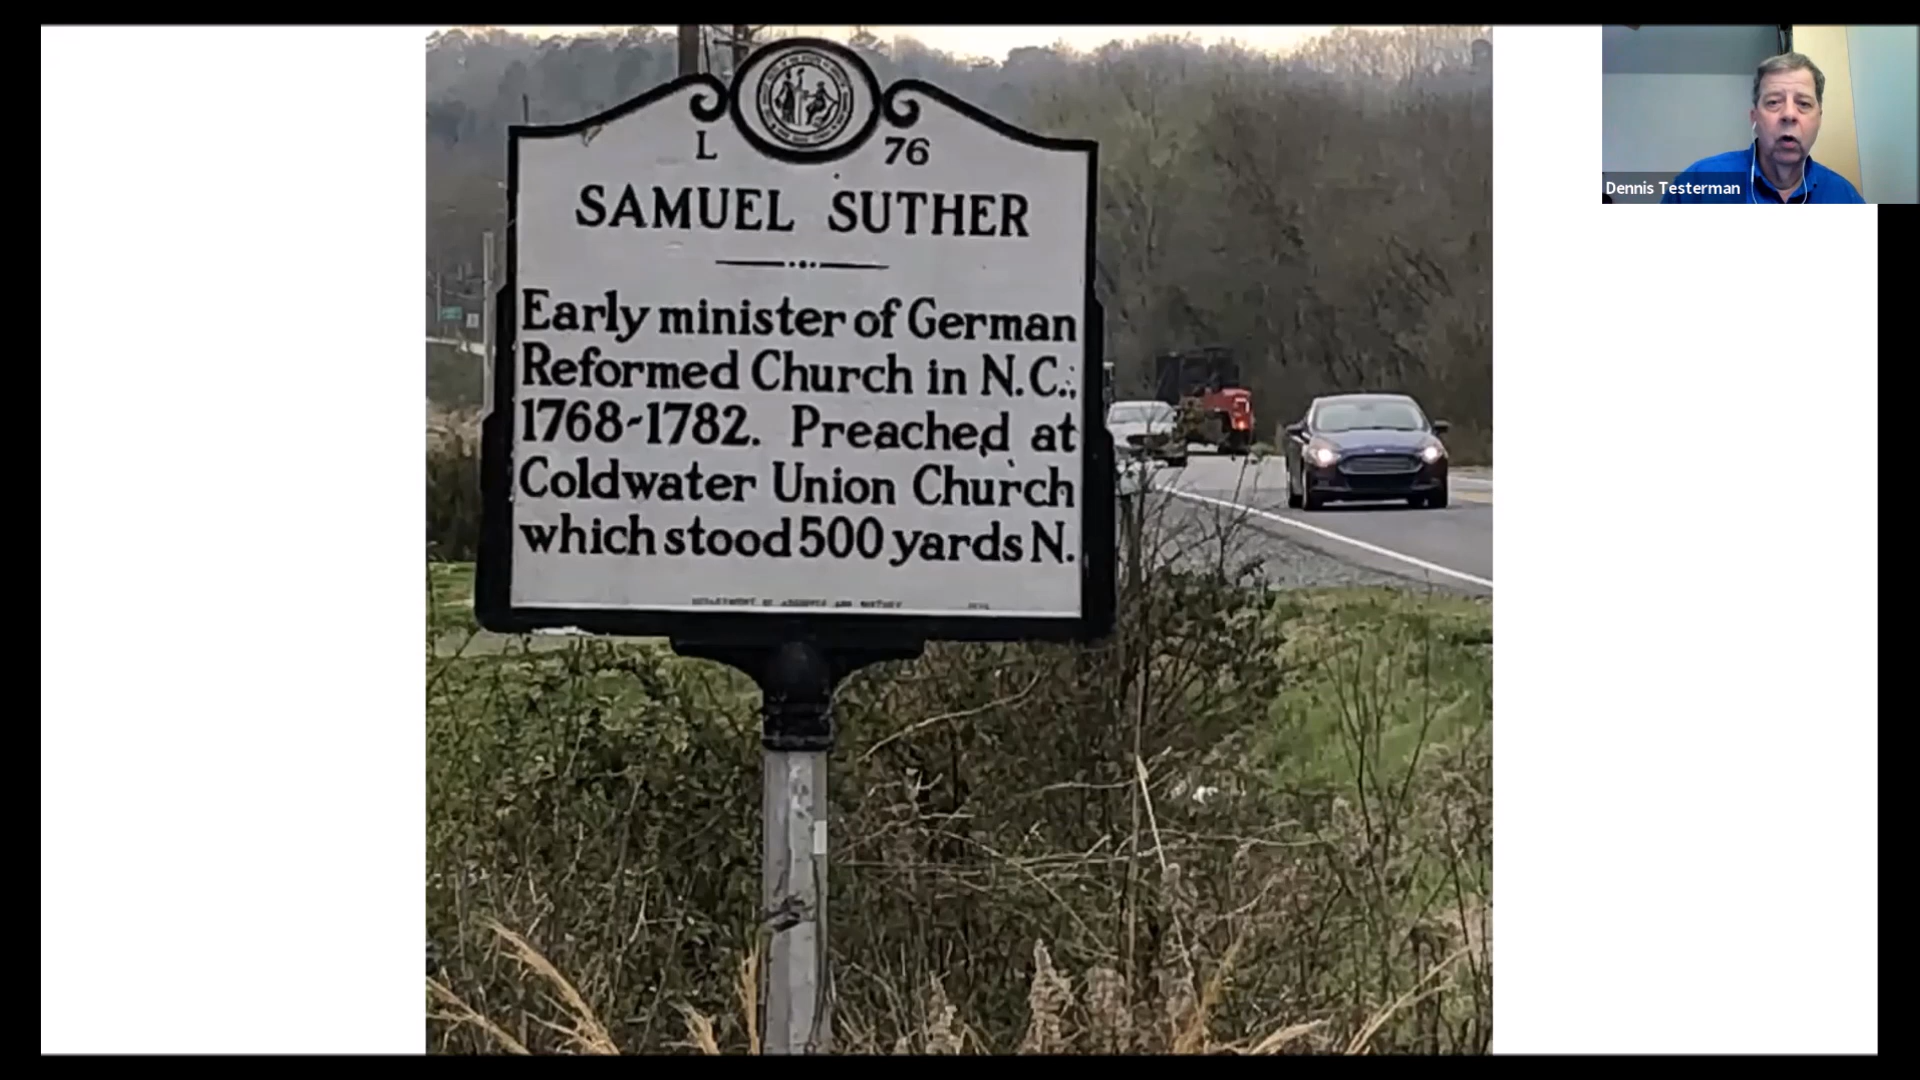 L 76
SAMUEL SUTHER
Early minister of German
Reformed Church in N.C.,
1768-1782. Preached at
Coldwater Union Church
which stood 500 yards N.
Dennis Testerman